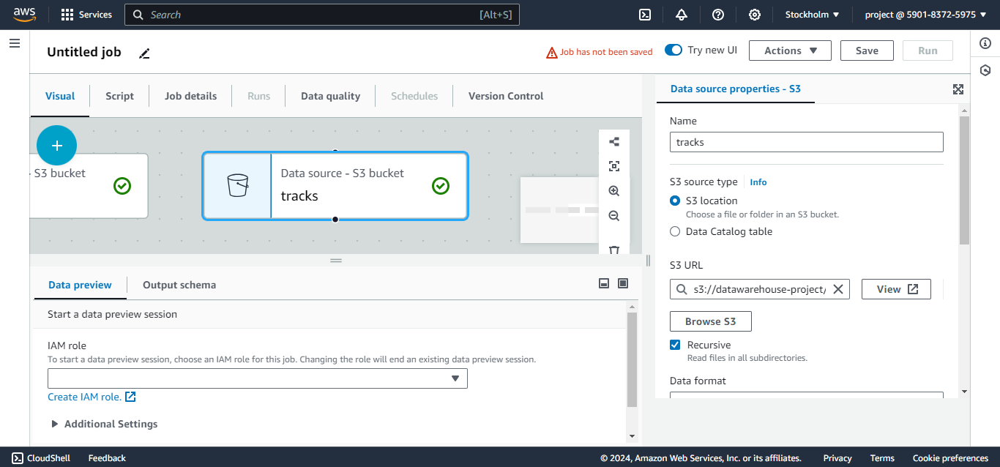 aws
Services
Search
[Alt+S]
Stockholm
project @ 5901-8372-5975
Untitled job
Job has not been saved
Try new UI
Actions
Save
Run
Visual
Script
Job details
Runs
Data quality
Schedules
Version Control
- S3 bucket
Data source - S3 bucket
tracks
Data preview
Output schema
Start a data preview session
IAM role
To start a data preview session, choose an IAM role for this job. Changing the role will end an existing data preview session.
Create IAM role.
Additional Settings
Data source properties - S3
Name
tracks
S3 source type
Info
S3 location
Choose a file or folder in an S3 bucket.
Data Catalog table
S3 URL
s3://datawarehouse-project/
View
Browse S3
Recursive
Read files in all subdirectories.
Data format
CloudShell
Feedback
© 2024, Amazon Web Services, Inc. or its affiliates.
Privacy
Terms
Cookie preferences